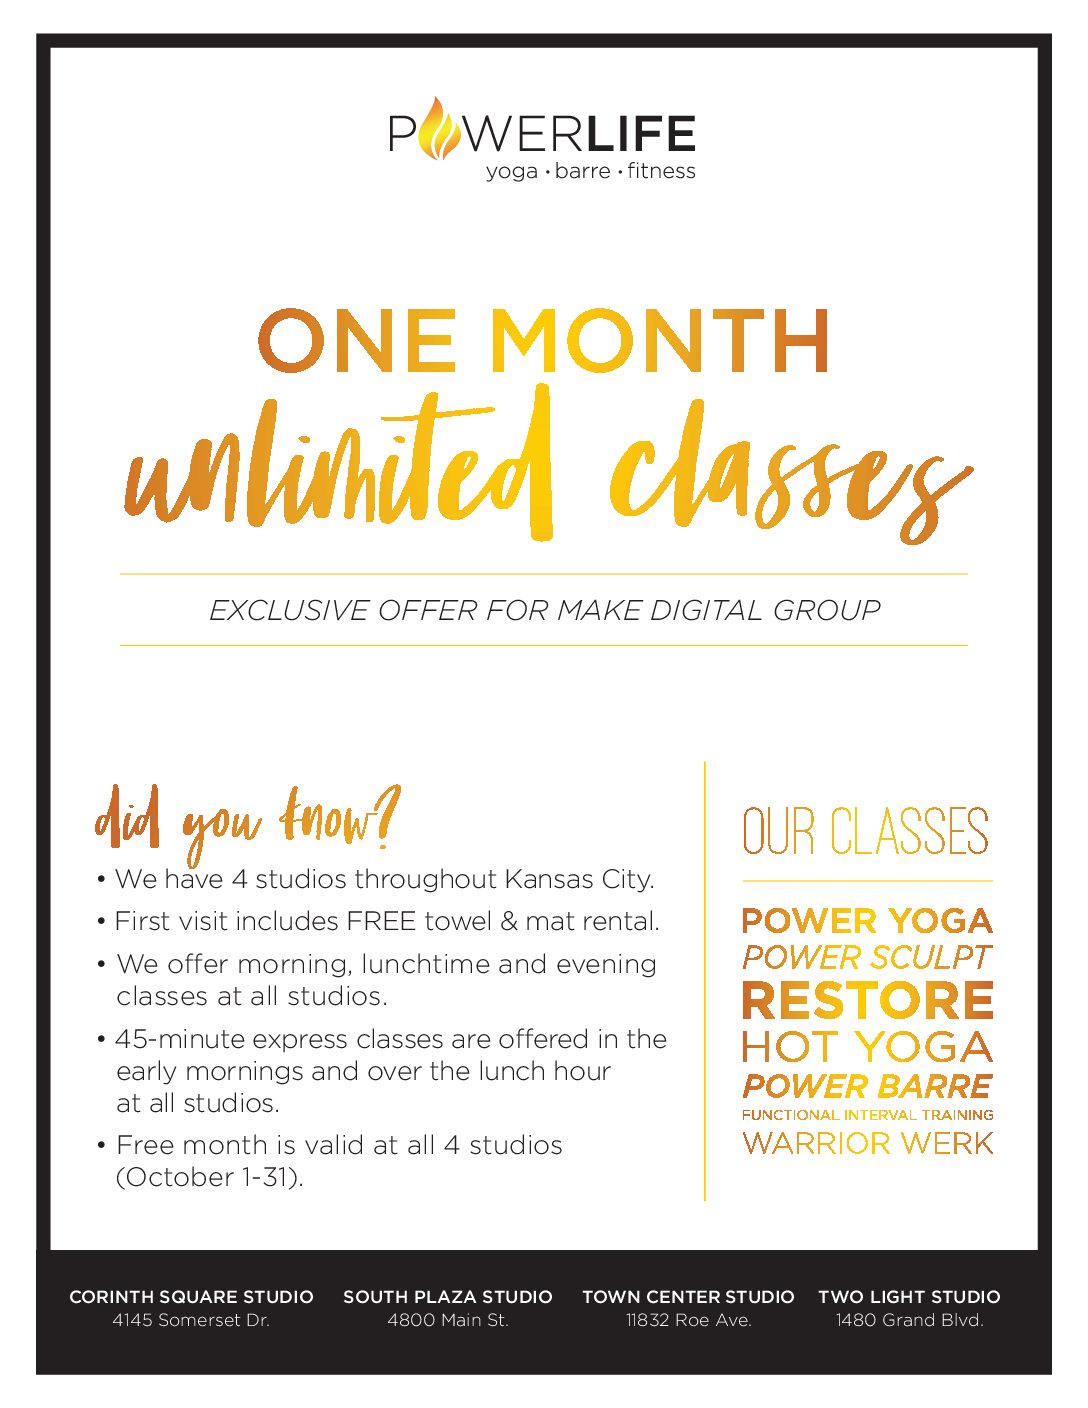 POWERLIFE
yoga • barre • fitness
ONE MONTH
unlimited classes
EXCLUSIVE OFFER FOR MAKE DIGITAL GROUP
did you know?
• We have 4 studios throughout Kansas City.
• First visit includes FREE towel & mat rental.
• We offer morning, lunchtime and evening
classes at all studios.
• 45-minute express classes are offered in the
early mornings and over the lunch hour
at all studios.
• Free month is valid at all 4 studios
(October 1-31).
OUR CLASSES
POWER YOGA
POWER SCULPT
RESTORE
HOT YOGA
POWER BARRE
FUNCTIONAL INTERVAL TRAINING
WARRIOR WERK
CORINTH SQUARE STUDIO
4145 Somerset Dr.
SOUTH PLAZA STUDIO
4800 Main St.
TOWN CENTER STUDIO
11832 Roe Ave.
TWO LIGHT STUDIO
1480 Grand Blvd.